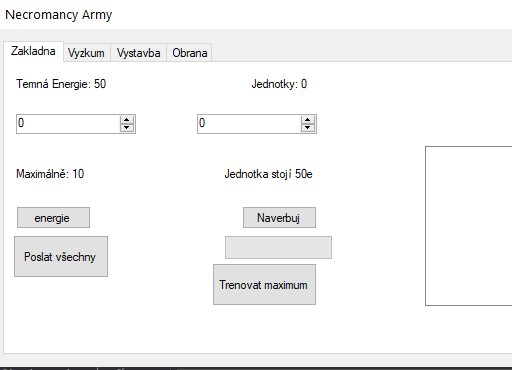 Necromancy Army
Zakladna Vyzkum Vystavba Obrana
Temná Energie: 50 Jednotky: 0
0 0
Maximálně: 10 Jednotka stojí 50e
energie Naverbuj
Poslat všechny
Trenovat maximum